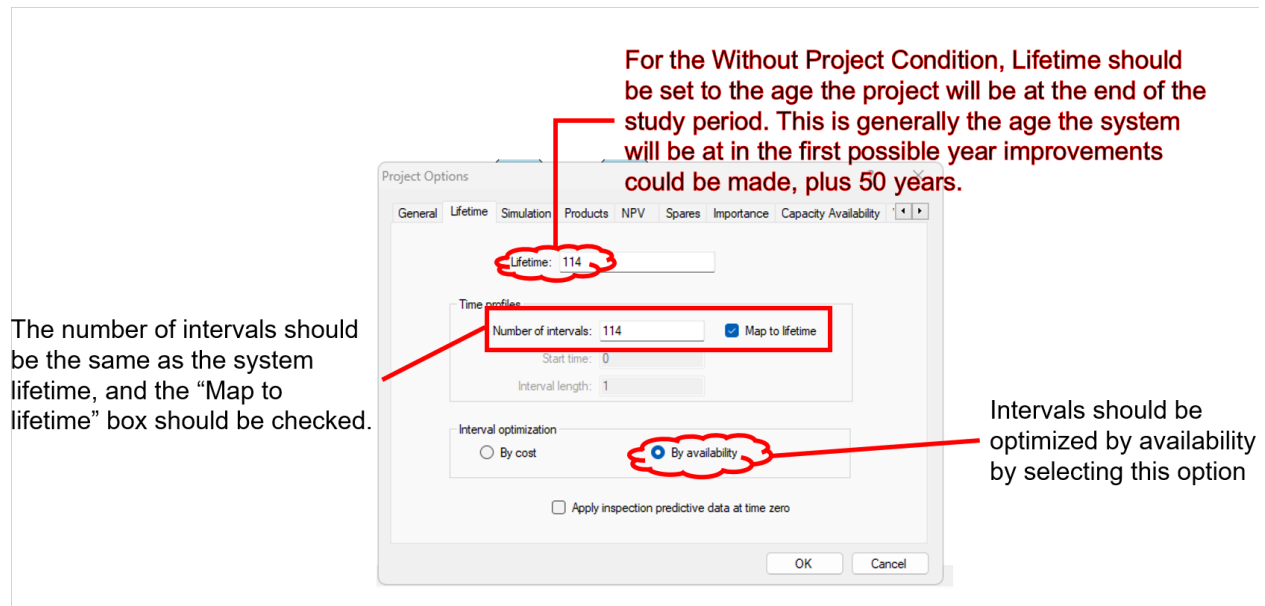 For the Without Project Condition, Lifetime should
be set to the age the project will be at the end of the
study period. This is generally the age the system
will be at in the first possible year improvements
could be made, plus 50 years.
Project Options
General Lifetime Simulation Products NPV Spares Importance Capacity Availability
Lifetime: 114
Time profiles
Number of intervals: 114 Map to lifetime
Start time: 0
Interval length: 1
Interval optimization
By cost By availability
Apply inspection predictive data at time zero
OK Cancel
The number of intervals should
be the same as the system
lifetime, and the “Map to
lifetime” box should be checked.
Intervals should be
optimized by availability
by selecting this option